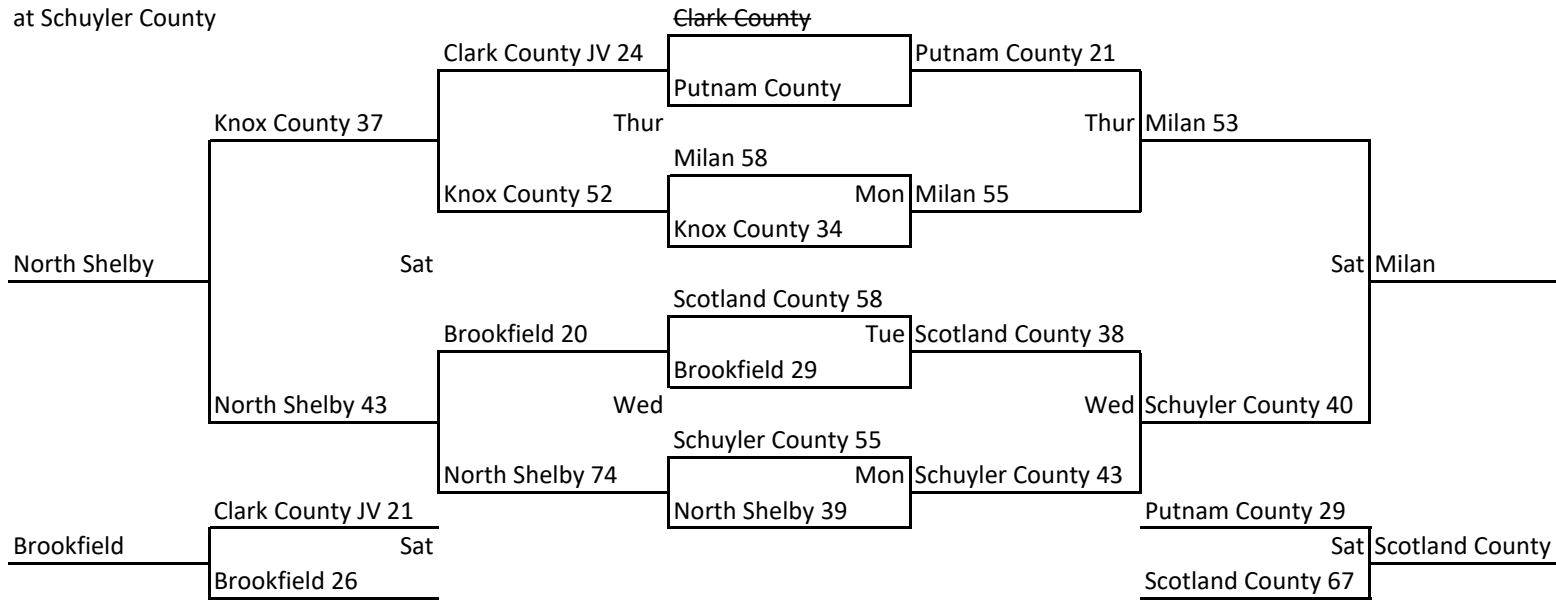 at Schuyler County
Clark County
Clark County JV 24
Putnam County 21
Putnam County
Knox County 37
Thur
Thur
Milan 53
Milan 58
Knox County 52
Mon
Milan 55
Knox County 34
North Shelby
Sat
Sat
Milan
Scotland County 58
Brookfield 20
Tue
Scotland County 38
Brookfield 29
North Shelby 43
Wed
Wed
Schuyler County 40
Schuyler County 55
North Shelby 74
Mon
Schuyler County 43
Clark County JV 21
North Shelby 39
Putnam County 29
Brookfield
Sat
Sat
Scotland County
Brookfield 26
Scotland County 67